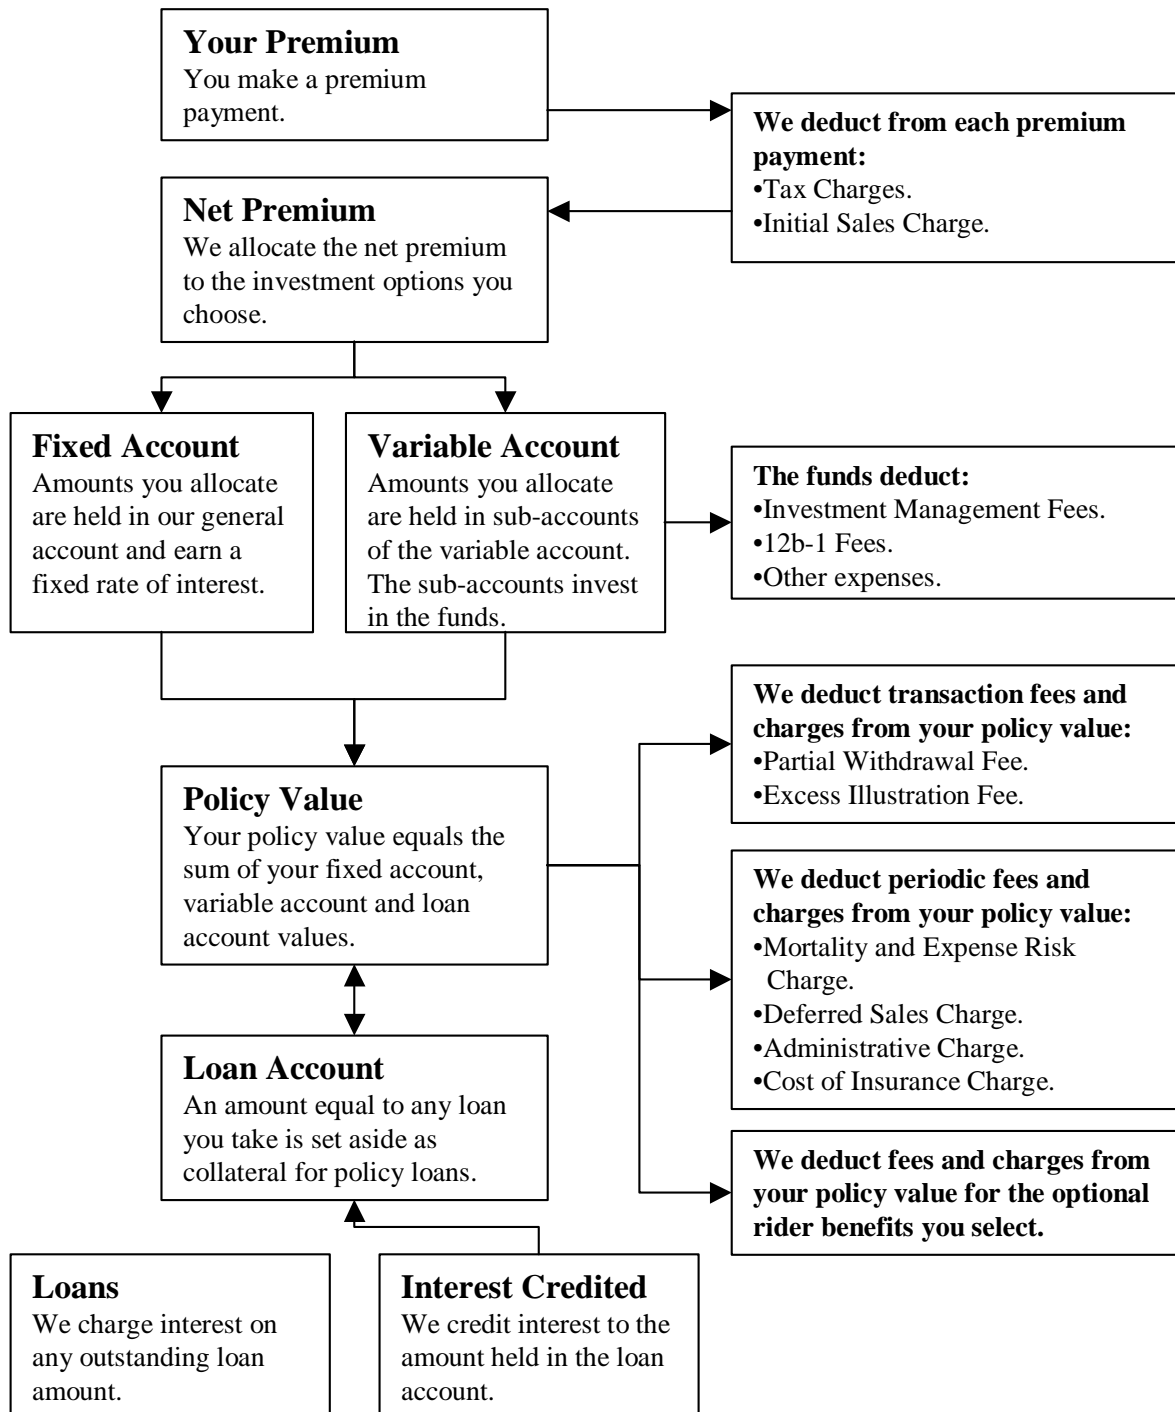 Your Premium
You make a premium
payment.
We deduct from each premium
payment:
•Tax Charges.
•Initial Sales Charge.
Net Premium
We allocate the net premium
to the investment options you
choose.
Fixed Account
Amounts you allocate
are held in our general
account and earn a
fixed rate of interest.
Variable Account
Amounts you allocate
are held in sub-accounts
of the variable account.
The sub-accounts invest
in the funds.
The funds deduct:
•Investment Management Fees.
•12b-1 Fees.
•Other expenses.
We deduct transaction fees and
charges from your policy value:
•Partial Withdrawal Fee.
•Excess Illustration Fee.
Policy Value
Your policy value equals the
sum of your fixed account,
variable account and loan
account values.
We deduct periodic fees and
charges from your policy value:
•Mortality and Expense Risk
Charge.
•Deferred Sales Charge.
•Administrative Charge.
•Cost of Insurance Charge.
Loan Account
An amount equal to any loan
you take is set aside as
collateral for policy loans.
We deduct fees and charges from
your policy value for the optional
rider benefits you select.
Loans
We charge interest on
any outstanding loan
amount.
Interest Credited
We credit interest to the
amount held in the loan
account.